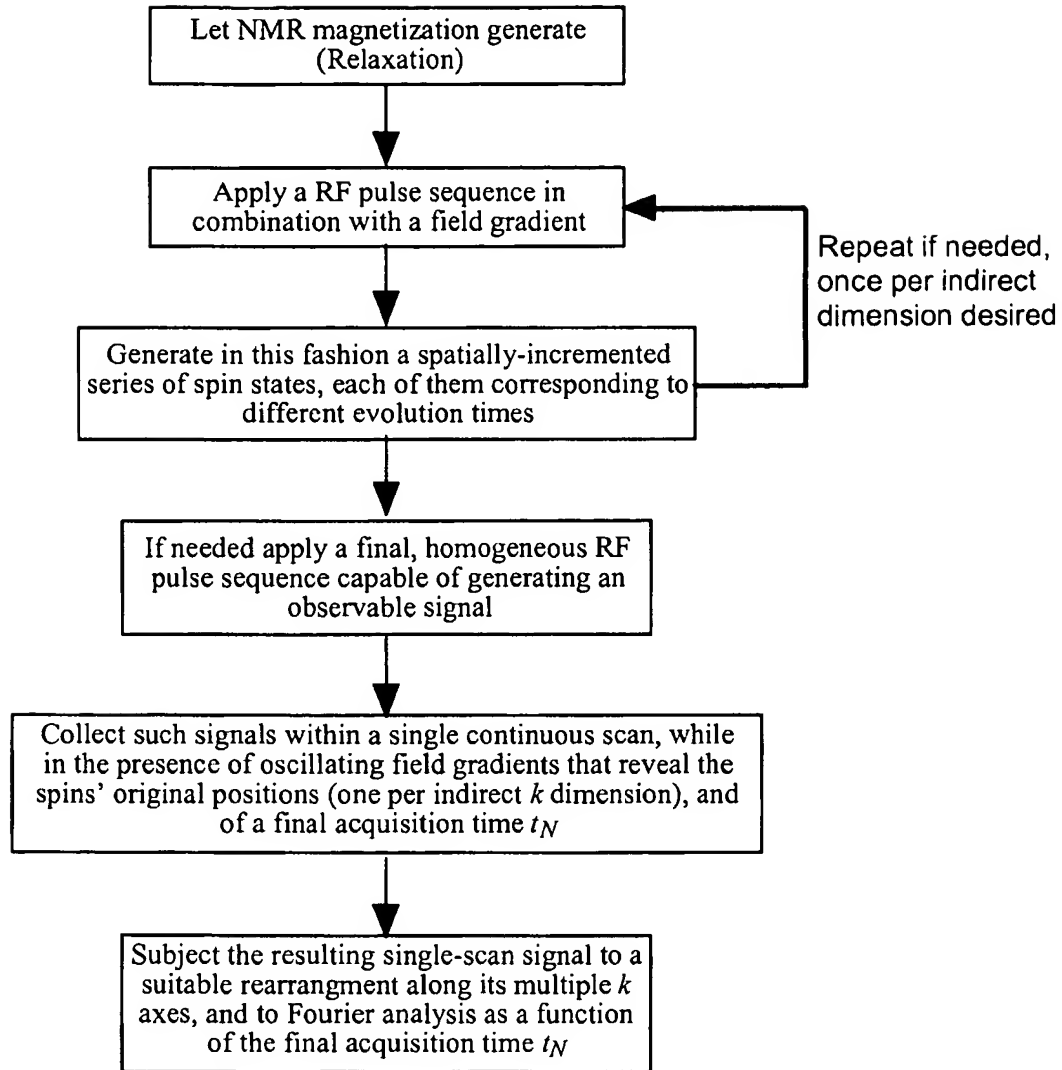 Let NMR magnetization generate
(Relaxation)
Apply a RF pulse sequence in
combination with a field gradient
Repeat if needed,
once per indirect
dimension desired
Generate in this fashion a spatially-incremented
series of spin states, each of them corresponding to
different evolution times
If needed apply a final, homogeneous RF
pulse sequence capable of generating an
observable signal
Collect such signals within a single continuous scan, while
in the presence of oscillating field gradients that reveal the
spins' original positions (one per indirect k dimension), and
of a final acquisition time tN
Subject the resulting single-scan signal to a
suitable rearrangment along its multiple k
axes, and to Fourier analysis as a function
of the final acquisition time tN